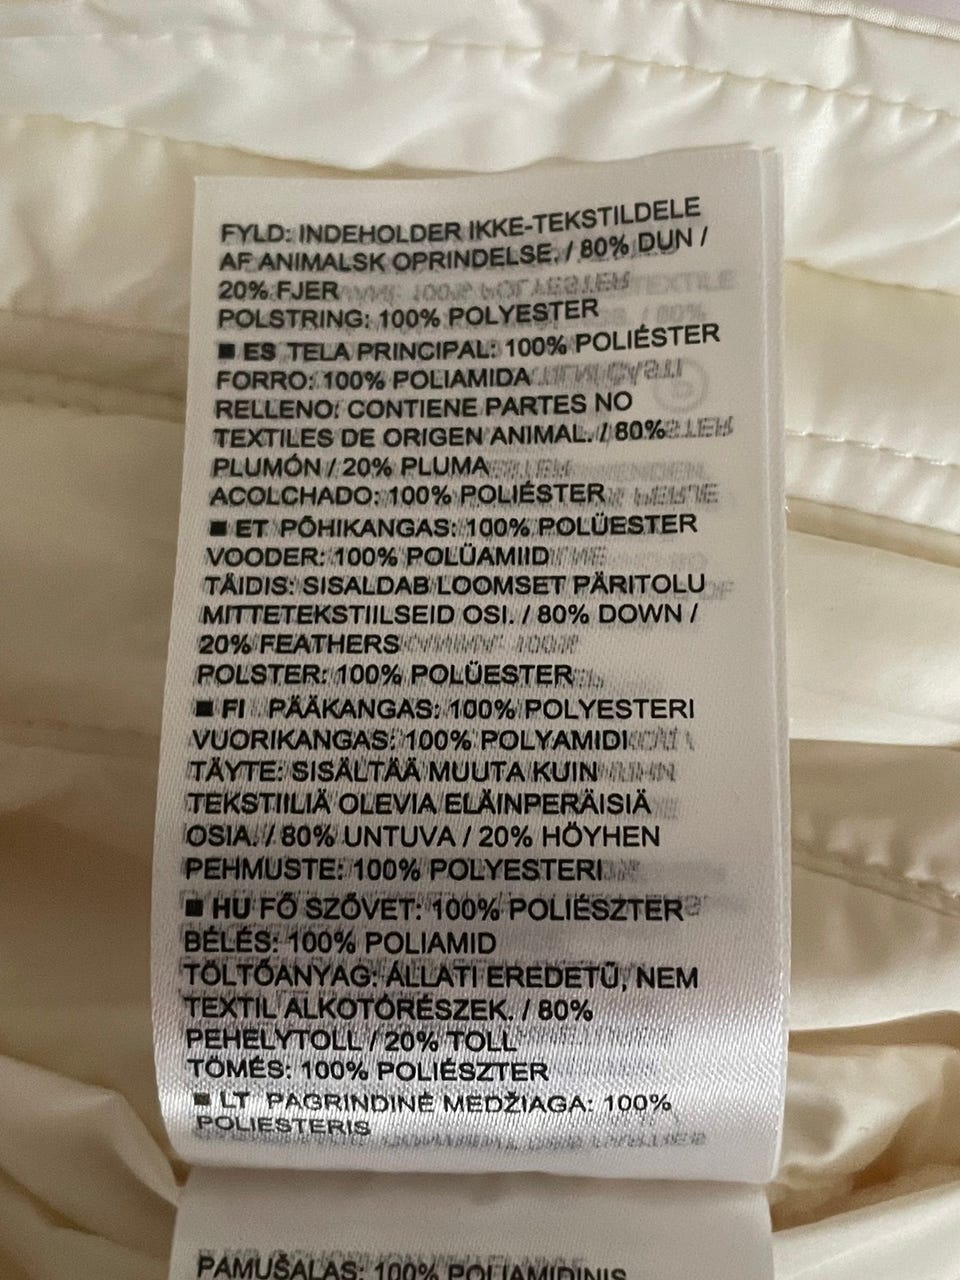 FYLD: INDEHOLDER IKKE-TEKSTILDELE
AF ANIMALSK OPRINDELSE. / 80% DUN /
20% FJER
POLSTRING: 100% POLYESTER
■ ES TELA PRINCIPAL: 100% POLIÉSTER
FORRO: 100% POLIAMIDA
RELLENO: CONTIENE PARTES NO
TEXTILES DE ORIGEN ANIMAL. / 80%
PLUMÓN / 20% PLUMA
ACOLCHADO: 100% POLIÉSTER
■ ET PÕHIKANGAS: 100% POLÜESTER
VOODER: 100% POLÜAMIID
TÄIDIS: SISALDAB LOOMSET PÄRITOLU
MITTETEKSTIILSEID OSI. / 80% DOWN /
20% FEATHERS
POLSTER: 100% POLÜESTER
■ FI PÄÄKANGAS: 100% POLYESTERI
VUORIKANGAS: 100% POLYAMIDI
TÄYTE: SISÄLTÄÄ MUUTA KUIN
TEKSTIILIÄ OLEVIA ELÄINPERÄISIÄ
OSIA. / 80% UNTUVA / 20% HÖYHEN
PEHMUSTE: 100% POLYESTERI
■ HU FŐ SZŐVET: 100% POLIÉSZTER
BÉLÉS: 100% POLIAMID
TÖLTŐANYAG: ÁLLATI EREDETŰ, NEM
TEXTIL ALKOTÓRÉSZEK. / 80%
PEHELYTOLL / 20% TOLL
TÖMÉS: 100% POLIÉSZTER
■ LT PAGRINDINĖ MEDŽIAGA: 100%
POLIESTERIS
PAMUŠALAS: 100% POLIAMIDINIS